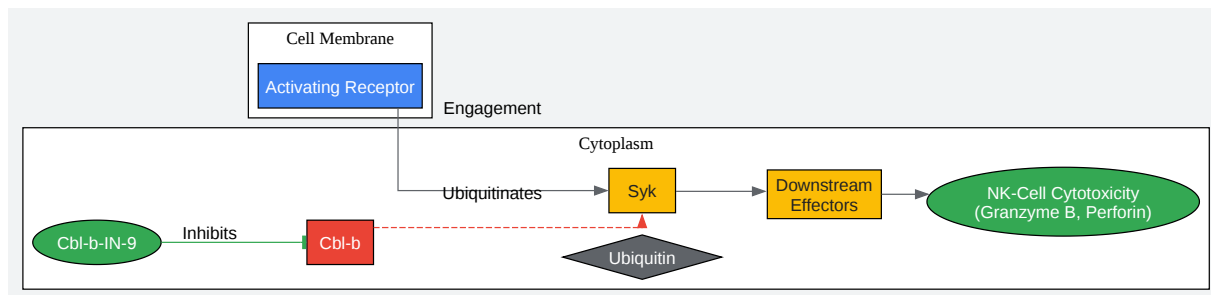 Cell Membrane
Activating Receptor
Engagement
Cytoplasm
Ubiquitinates
Syk
Downstream
Effectors
NK-Cell Cytotoxicity
(Granzyme B, Perforin)
Cbl-b-IN-9
Inhibits
Cbl-b
Ubiquitin